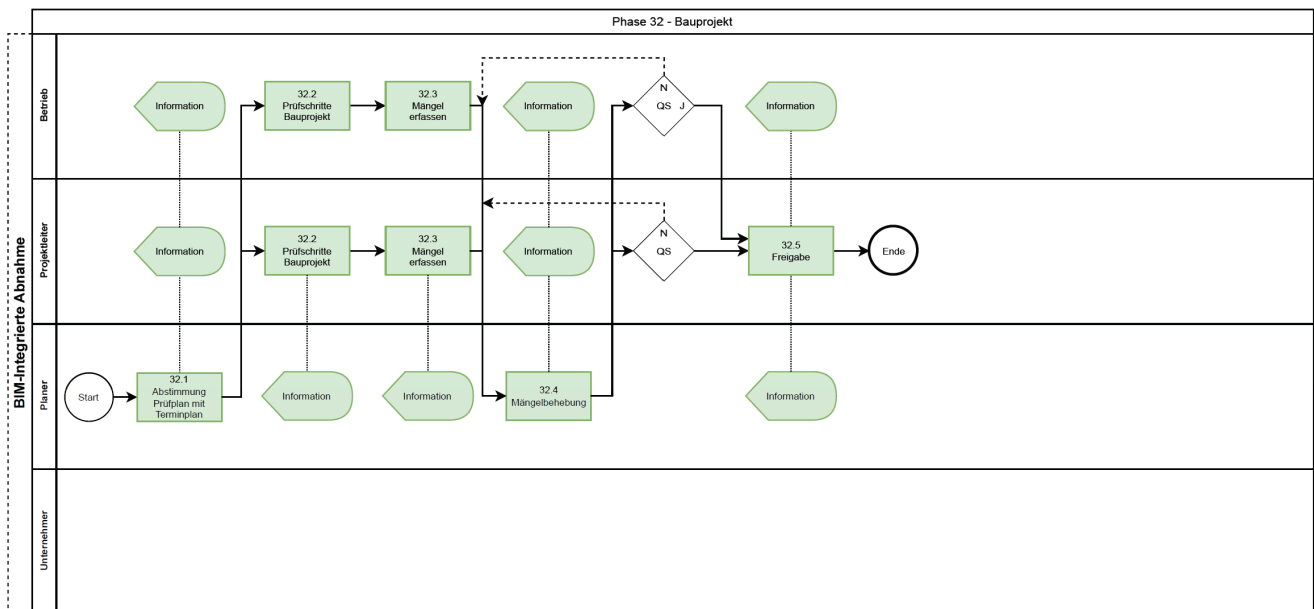 Phase 32 - Bauprojekt
BIM-Integrierte Abnahme
Betrieb
Information
32.2
Prüfschritte
Bauprojekt
32.3
Mängel
erfassen
Information
N
QS J
Information
Projektleiter
Information
32.2
Prüfschritte
Bauprojekt
32.3
Mängel
erfassen
Information
N
QS
32.5
Freigabe
Ende
Planer
Start
32.1
Abstimmung
Prüfplan mit
Terminplan
Information
Information
32.4
Mängelbehebung
Information
Unternehmer